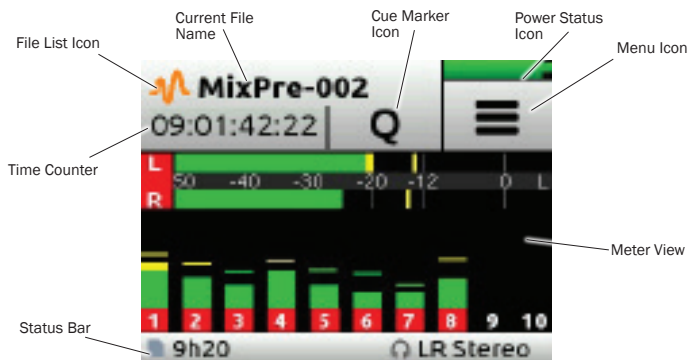 File List Icon
Current File
Name
Cue Marker
Icon
Power Status
Icon
Menu Icon
MixPre-002
09:01:42:22
Q
Time Counter
L
50 -40 -30 -20 -12 0 L
R
Meter View
1 2 3 4 5 6 7 8 9 10
Status Bar
9h20
LR Stereo